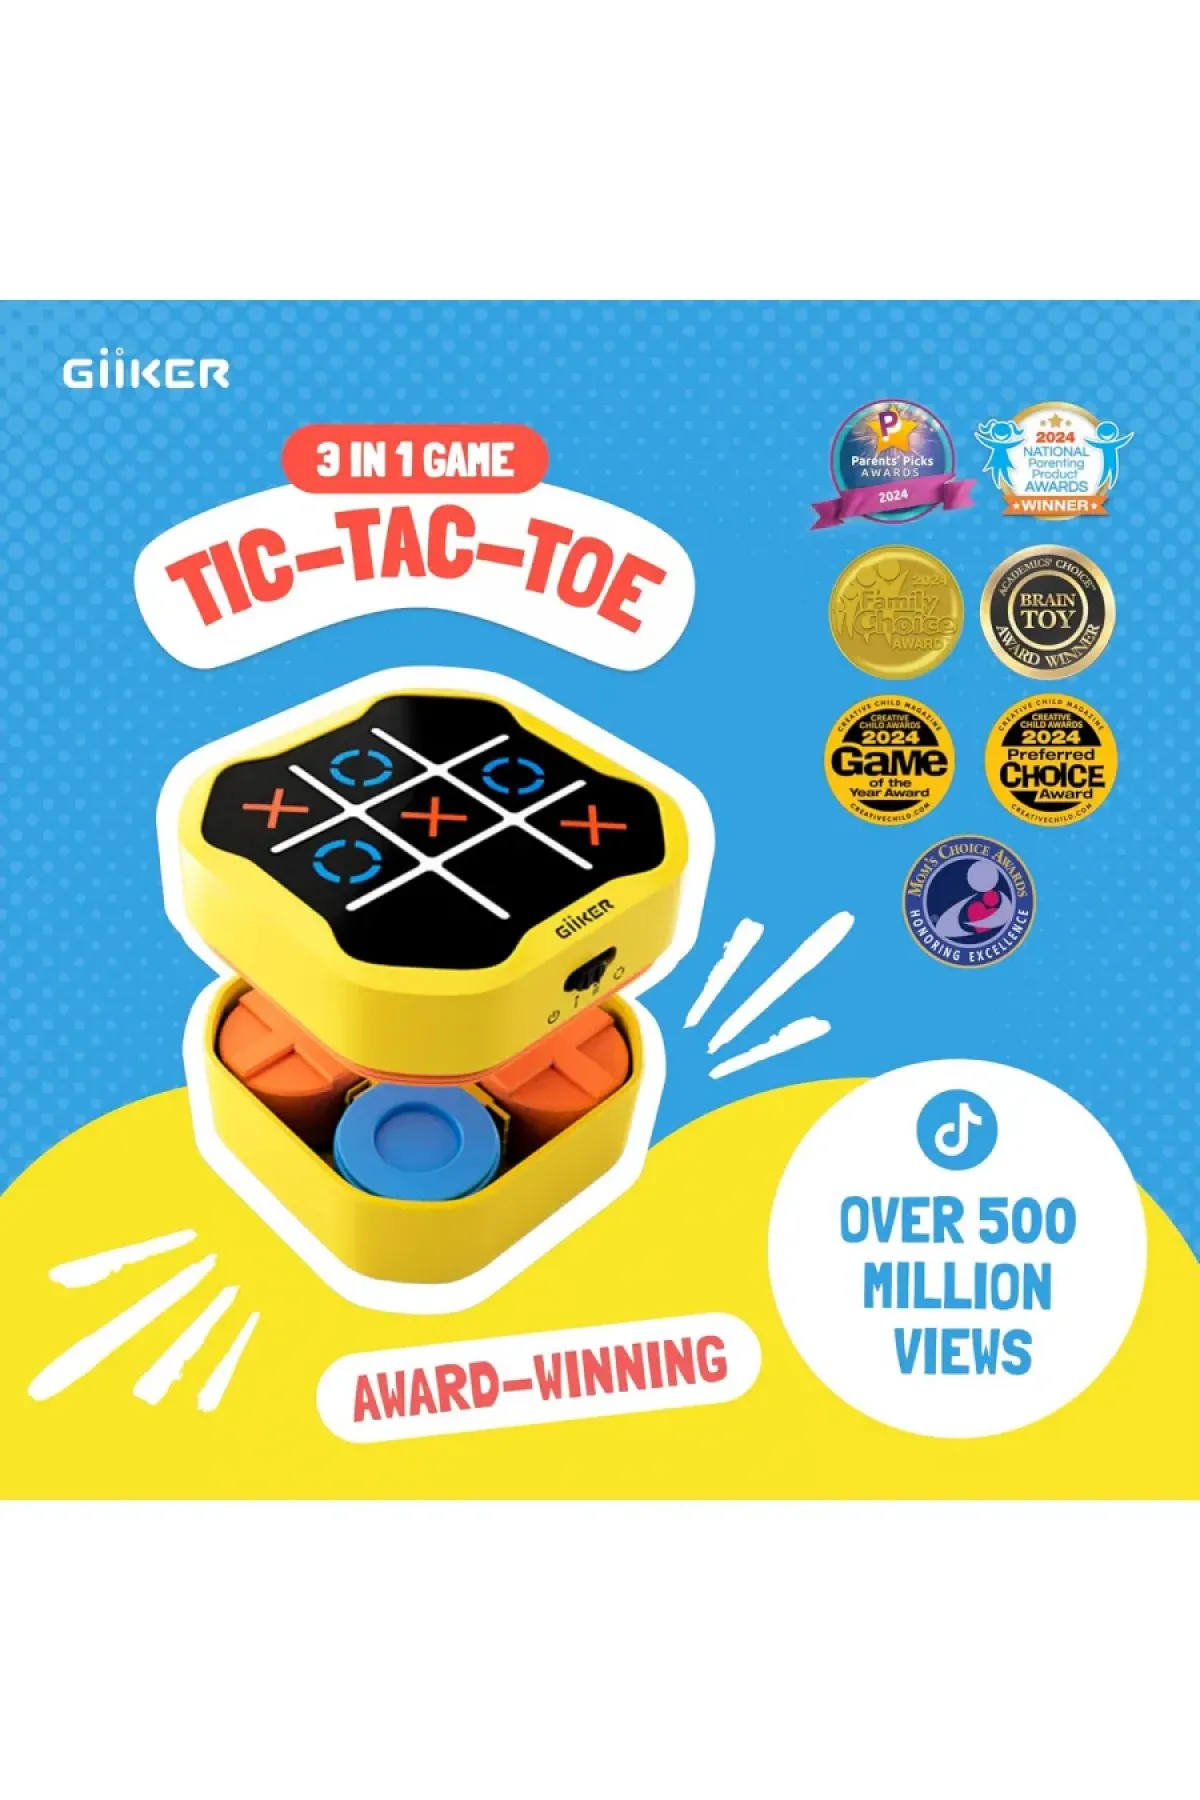 GiiKER
3 IN 1 GAME
TIC-TAC-TOE
Parents' Picks
AWARDS
2024
2024
NATIONAL
Parenting
Product
AWARDS
WINNER
2024
Family
Choice
AWARD
ACADEMICS' CHOICE™
BRAIN
TOY
AWARD WINNER
CREATIVE CHILD MAGAZINE
CREATIVE
CHILD AWARDS
2024
GaMe
of the
Year Award
CREATIVECHILD.COM
CREATIVE CHILD MAGAZINE
CREATIVE
CHILD AWARDS
2024
Preferred
CHOICE
Award
CREATIVECHILD.COM
MOM'S CHOICE AWARDS
HONORING EXCELLENCE
GiiKER
1 2
OVER 500
MILLION
VIEWS
AWARD-WINNING